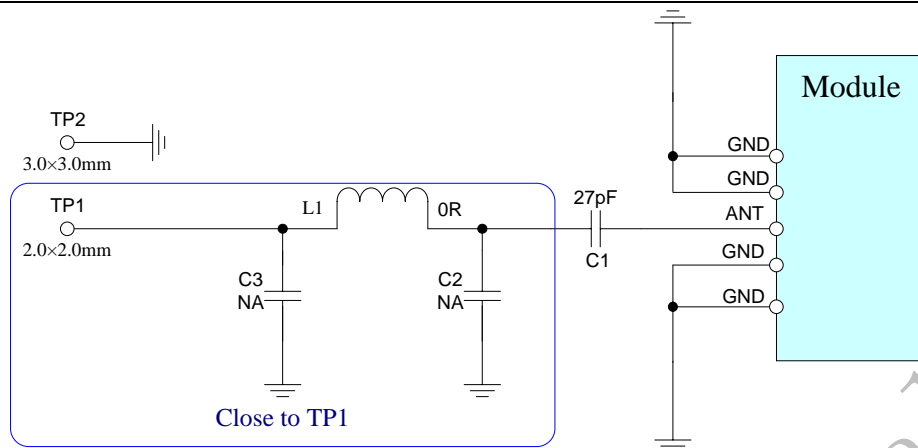 Module
TP2
3.0×3.0mm
GND
GND
27pF
ANT
TP1
L1
0R
2.0×2.0mm
C1
GND
C3
NA
C2
NA
GND
Close to TP1